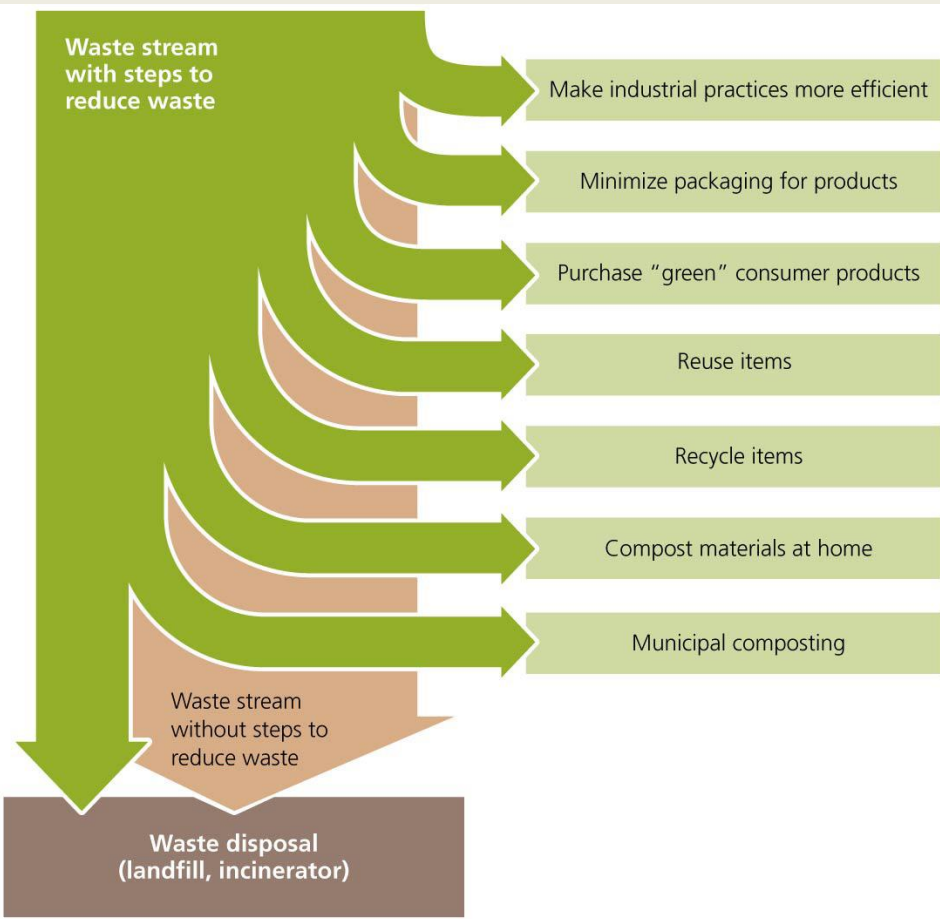 Waste stream
with steps to
reduce waste
Make industrial practices more efficient
Minimize packaging for products
Purchase “green” consumer products
Reuse items
Recycle items
Compost materials at home
Municipal composting
Waste stream
without steps to
reduce waste
Waste disposal
(landfill, incinerator)